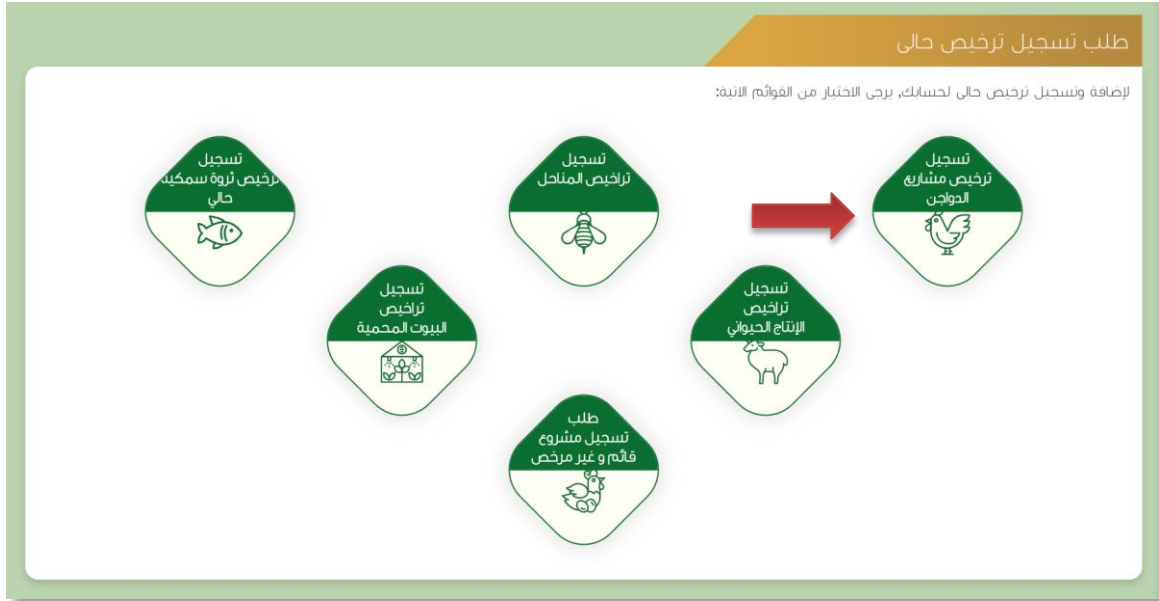 طلب تسجيل ترخيص حالى
لإضافة وتسجيل ترخيص حالى لحسابك, يرجى الاختيار من القوائم الاتية:
تسجيل
ترخيص مشاريع
الدواجن
تسجيل
تراخيص المناحل
تسجيل
ترخيص ثروة سمكية
حالي
تسجيل
تراخيص
الإنتاج الحيواني
تسجيل
تراخيص
البيوت المحمية
طلب
تسجيل مشروع
قائم و غير مرخص